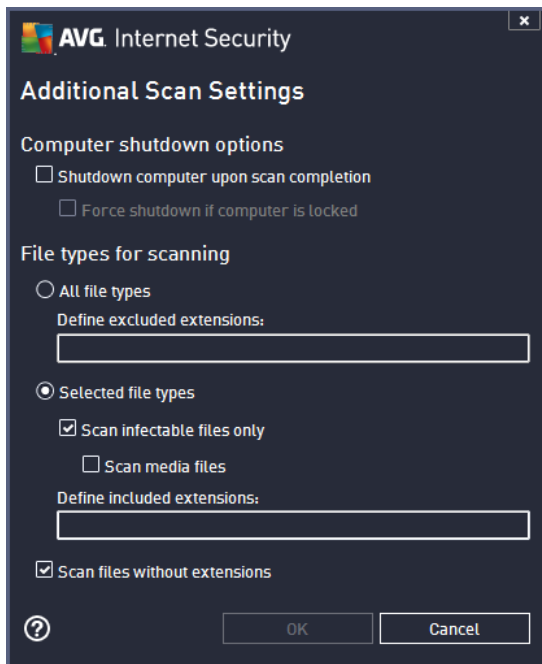 x
AVG. Internet Security
Additional Scan Settings
Computer shutdown options
Shutdown computer upon scan completion
Force shutdown if computer is locked
File types for scanning
All file types
Define excluded extensions:
Selected file types
Scan infectable files only
Scan media files
Define included extensions:
Scan files without extensions
? OK Cancel